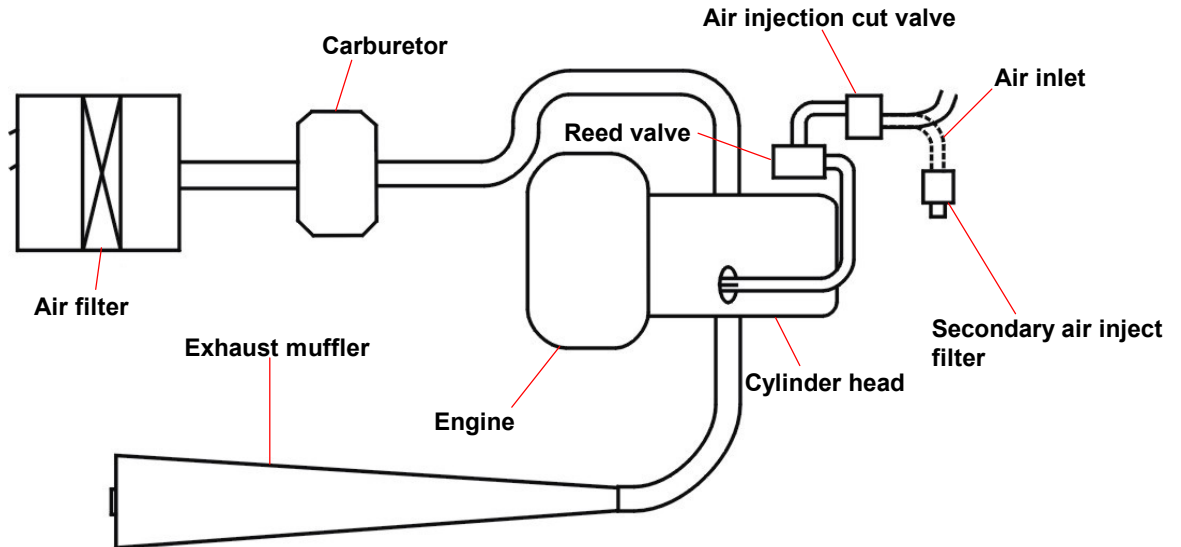 Air injection cut valve
Carburetor
Air inlet
Reed valve
Air filter
Secondary air inject
filter
Exhaust muffler
Cylinder head
Engine